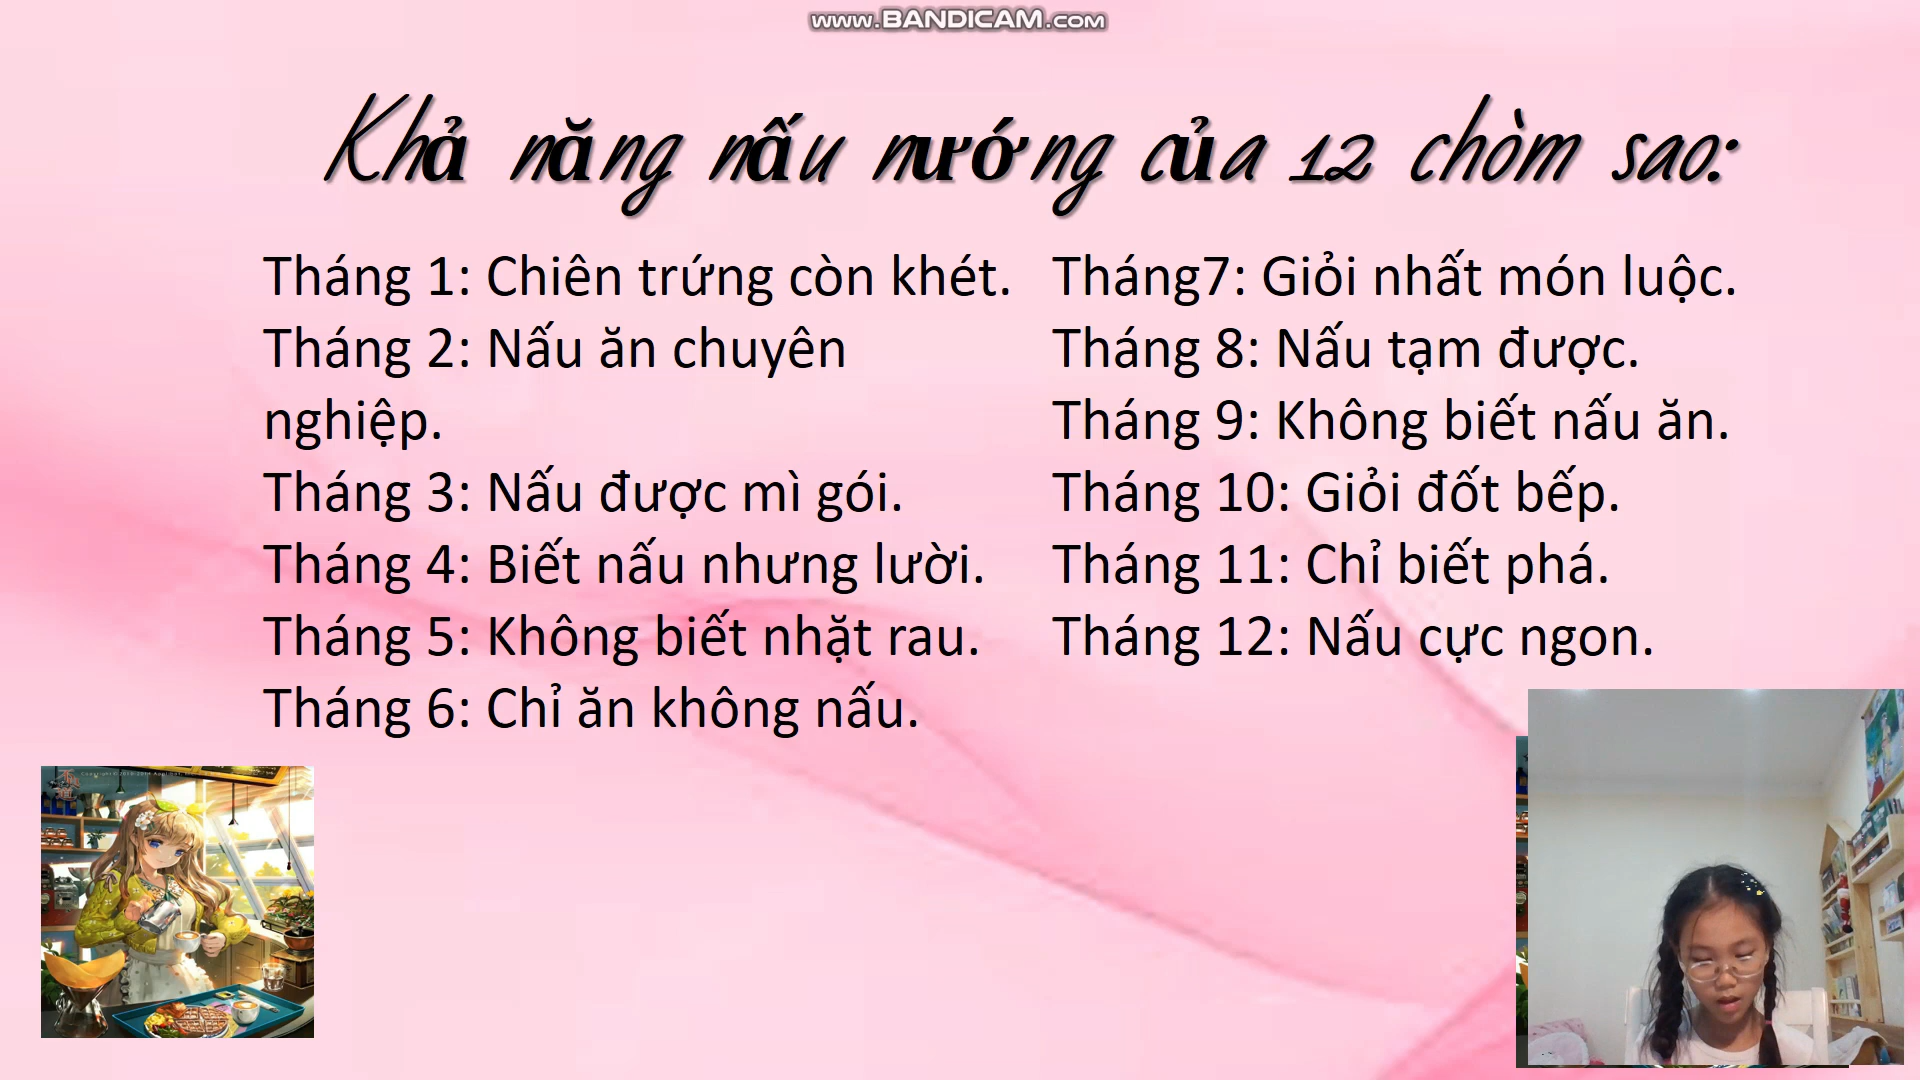 www.BANDICAM.com
Khả năng nấu nướng của 12 chòm sao:
Tháng 1: Chiên trứng còn khét.
Tháng 2: Nấu ăn chuyên
nghiệp.
Tháng 3: Nấu được mì gói.
Tháng 4: Biết nấu nhưng lười.
Tháng 5: Không biết nhặt rau.
Tháng 6: Chỉ ăn không nấu.
Tháng7: Giỏi nhất món luộc.
Tháng 8: Nấu tạm được.
Tháng 9: Không biết nấu ăn.
Tháng 10: Giỏi đốt bếp.
Tháng 11: Chỉ biết phá.
Tháng 12: Nấu cực ngon.